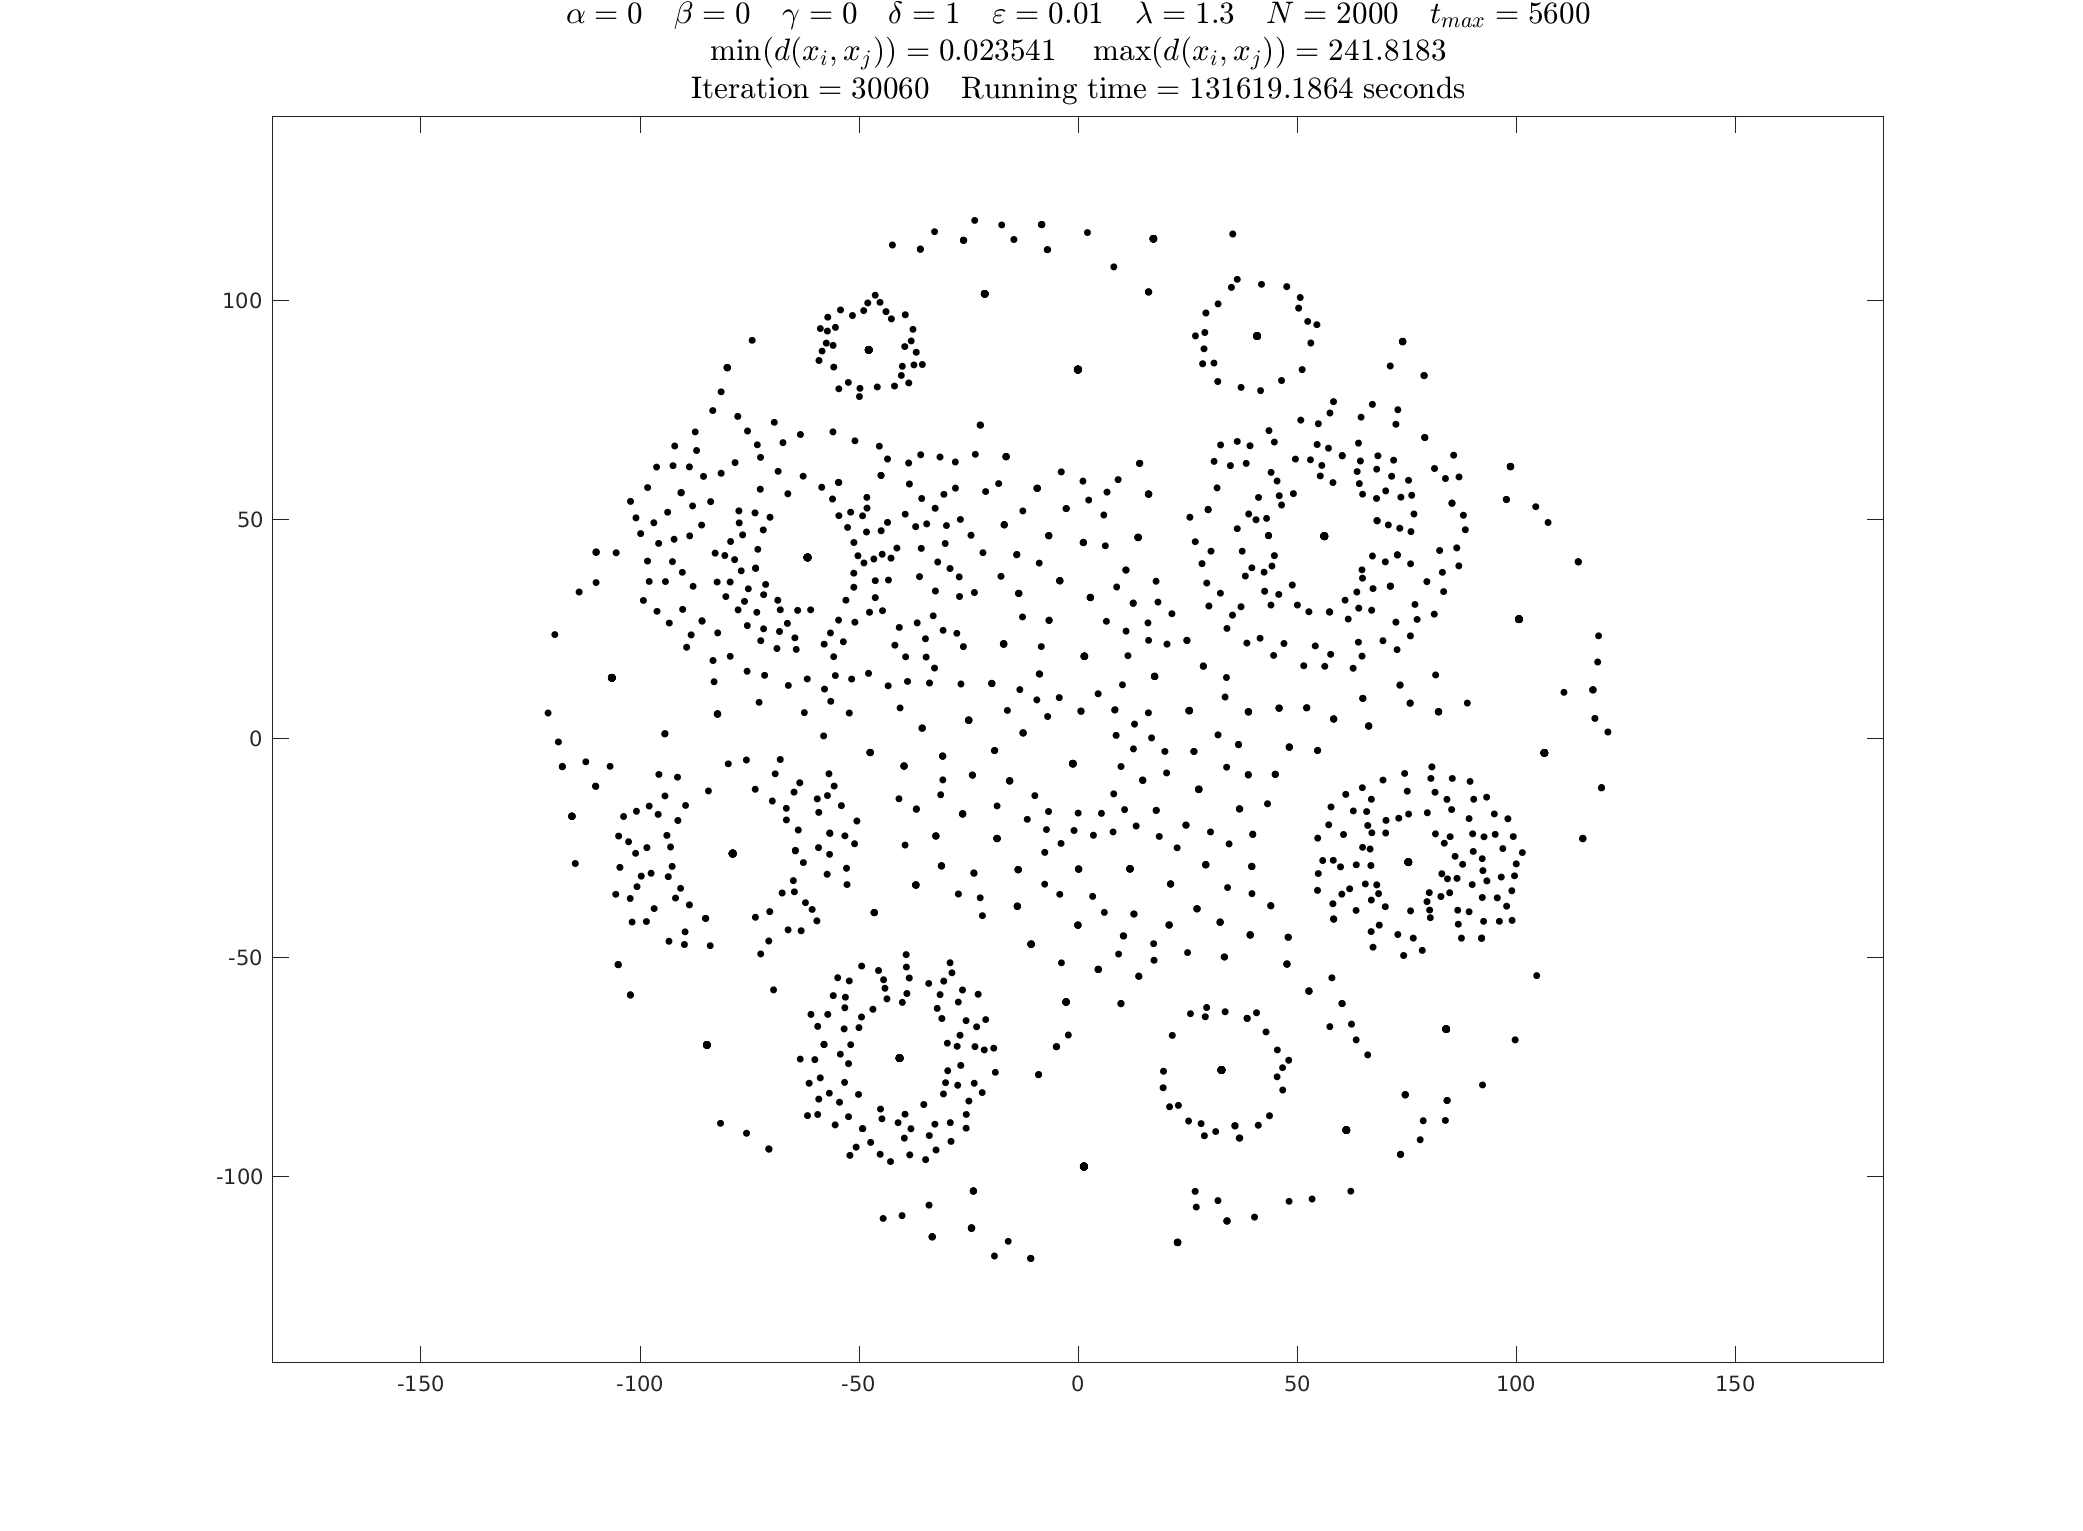 α = 0 β = 0 γ = 0 δ = 1 ε = 0.01 λ = 1.3 N = 2000 t_max = 5600
min(d(x_i, x_j)) = 0.023541 max(d(x_i, x_j)) = 241.8183
Iteration = 30060 Running time = 131619.1864 seconds
100
50
0
-50
-100
-150 -100 -50 0 50 100 150